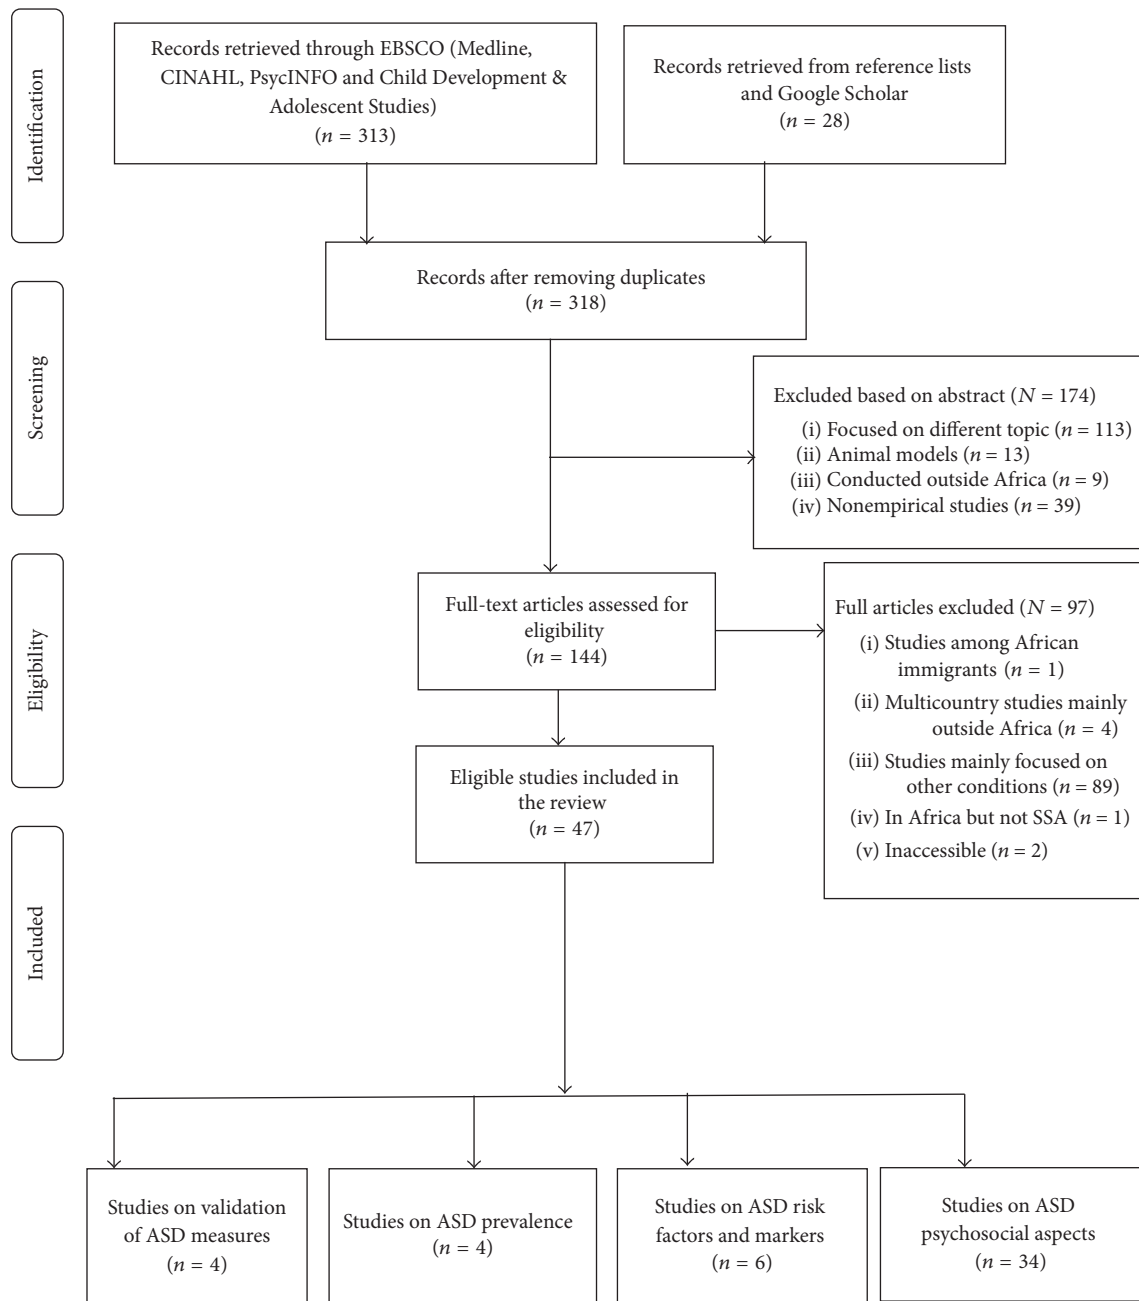 Identification
Records retrieved through EBSCO (Medline,
CINAHL, PsycINFO and Child Development &
Adolescent Studies)
(n = 313)
Records retrieved from reference lists
and Google Scholar
(n = 28)
Records after removing duplicates
(n = 318)
Screening
Excluded based on abstract (N = 174)
(i) Focused on different topic (n = 113)
(ii) Animal models (n = 13)
(iii) Conducted outside Africa (n = 9)
(iv) Nonempirical studies (n = 39)
Eligibility
Full-text articles assessed for
eligibility
(n = 144)
Full articles excluded (N = 97)
(i) Studies among African
immigrants (n = 1)
(ii) Multicountry studies mainly
outside Africa (n = 4)
(iii) Studies mainly focused on
other conditions (n = 89)
(iv) In Africa but not SSA (n = 1)
(v) Inaccessible (n = 2)
Eligible studies included in
the review
(n = 47)
Included
Studies on validation
of ASD measures
(n = 4)
Studies on ASD prevalence
(n = 4)
Studies on ASD risk
factors and markers
(n = 6)
Studies on ASD
psychosocial aspects
(n = 34)